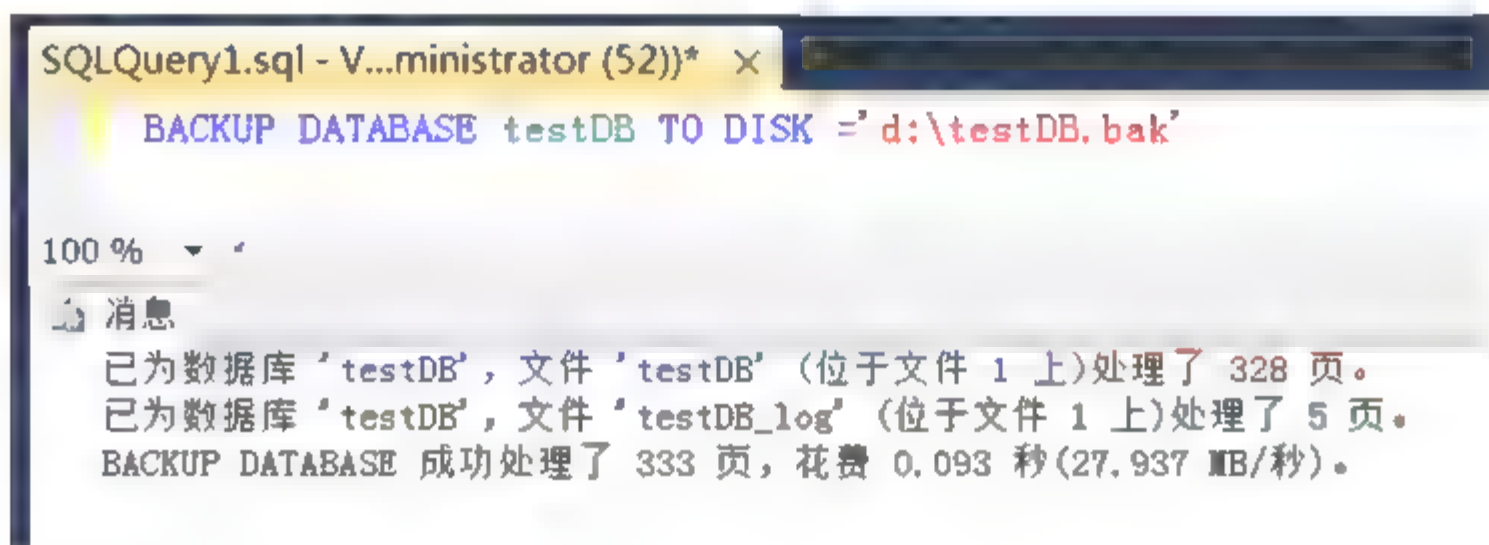 SQLQuery1.sql - V...ministrator (52))* ×
BACKUP DATABASE testDB TO DISK ='d:\testDB.bak'
100 %
消息
已为数据库 'testDB'，文件 'testDB' (位于文件 1 上)处理了 328 页。
已为数据库 'testDB'，文件 'testDB_log' (位于文件 1 上)处理了 5 页。
BACKUP DATABASE 成功处理了 333 页，花费 0.093 秒(27.937 MB/秒)。